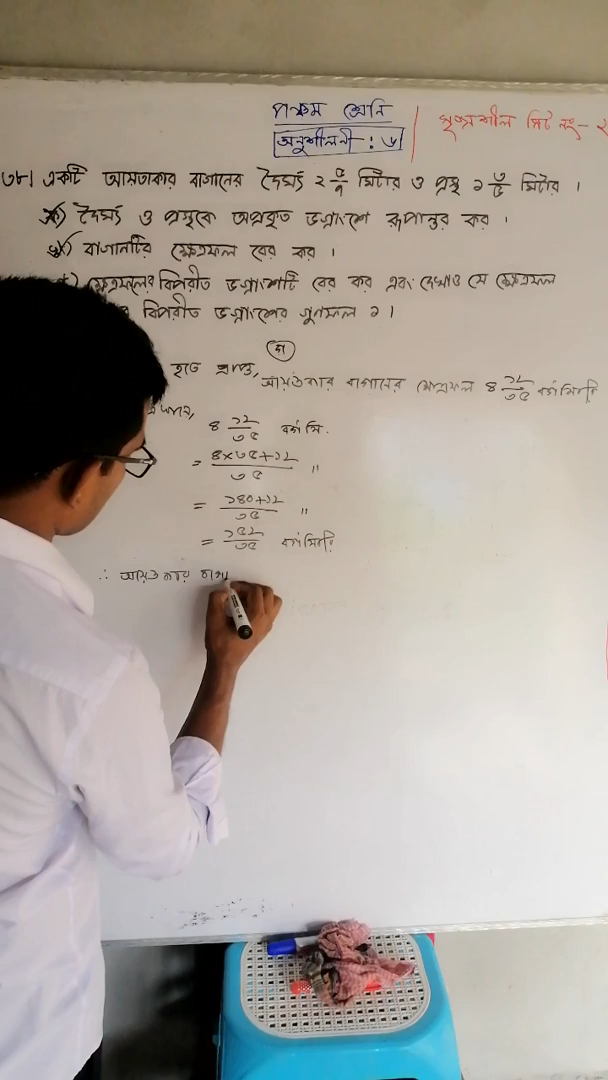 পঞ্চম শ্রেনি
অনুশীলনী : ৬
সৃজনশীল সিট নং- ২
৩৮। একটি আয়তাকার বাগানের দৈর্ঘ্য ২ ৫/৭ মিটার ও প্রস্থ ১ ৩/৫ মিটার ।
ক) দৈর্ঘ্য ও প্রস্থকে অপ্রকৃত ভগ্নাংশে রূপান্তর কর ।
খ) বাগানটির ক্ষেত্রফল বের কর ।
ক্ষেত্রফলের বিপরীত ভগ্নাংশটি বের কর এবং দেখাও যে ক্ষেত্রফল
বিপরীত ভগ্নাংশের গুণফল ১ ।
গ
হতে প্রাপ্ত, আয়তাকার বাগানের ক্ষেত্রফল ৪ ১২/৩৫ বর্গমিটার
৪ ১২/৩৫ বর্গ মি.
= ৪×৩৫+১২/৩৫ "
= ১৪০+১২/৩৫ "
= ১৫২/৩৫ বর্গমিটার
∴ আয়তাকার বাগা